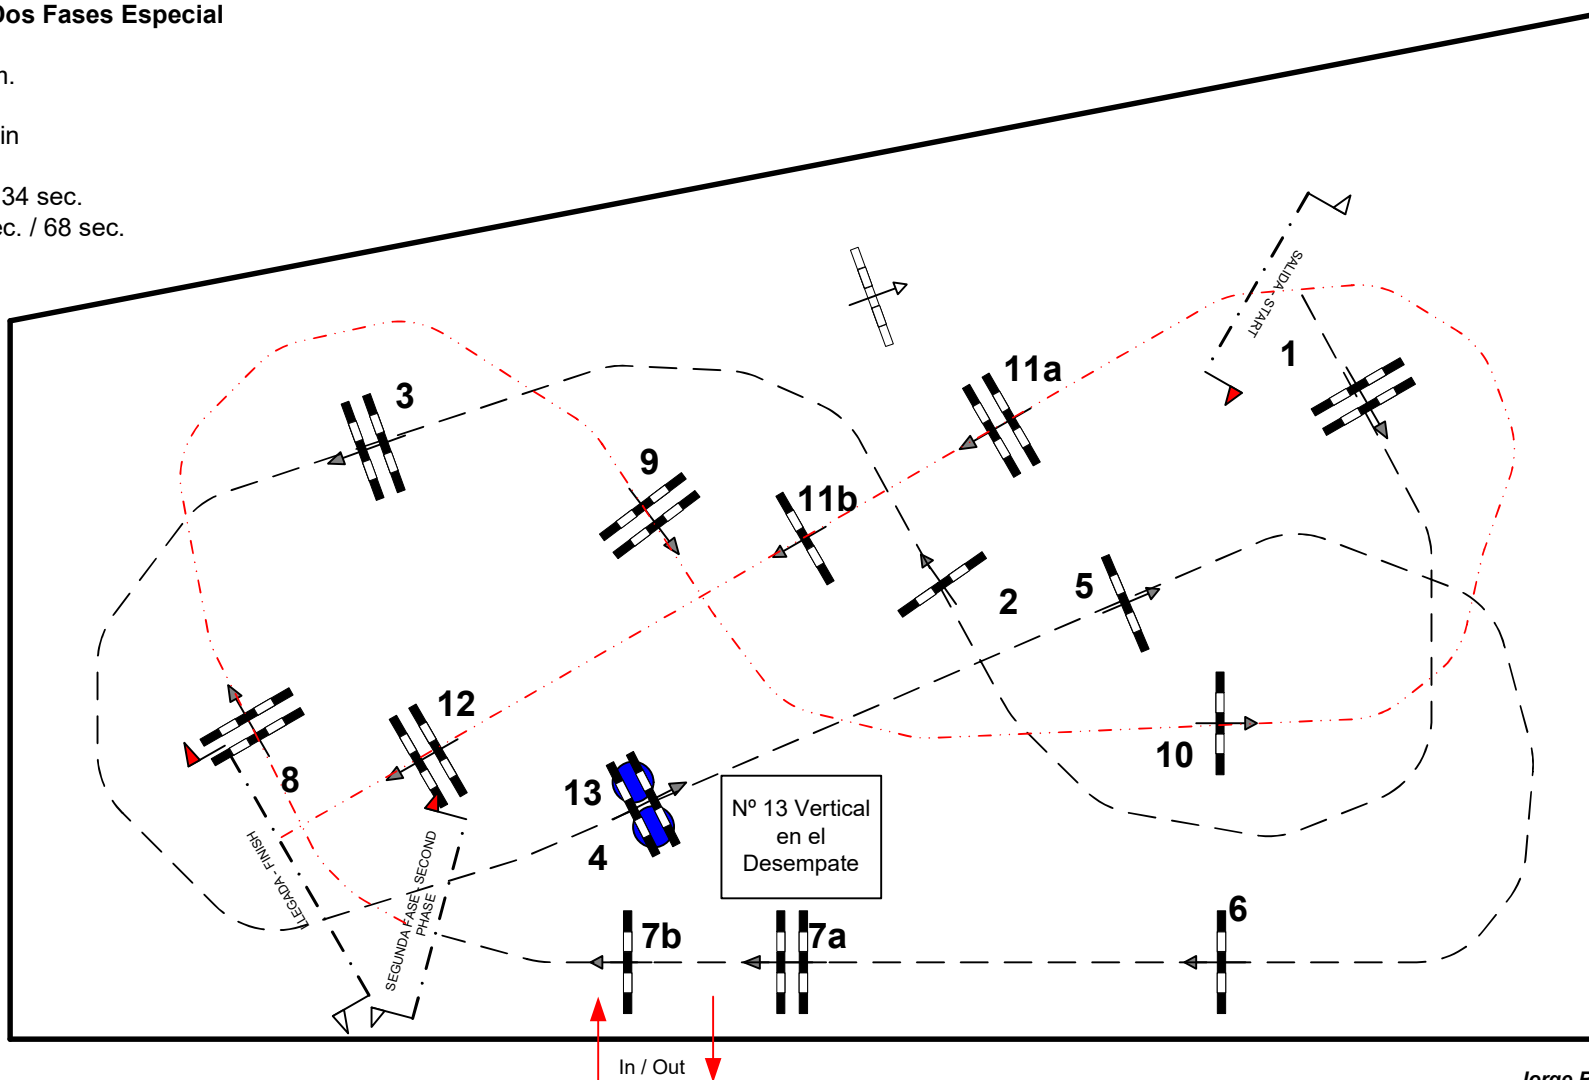 Dos Fases Especial
n.
in
34 sec.
ec. / 68 sec.
SALIDA - START
1
11a
3
9
11b
5
2
12
10
8
13
Nº 13 Vertical
en el
Desempate
4
LLEGADA - FINISH
SEGUNDA FASE - SECOND
PHASE
6
7b
7a
In / Out